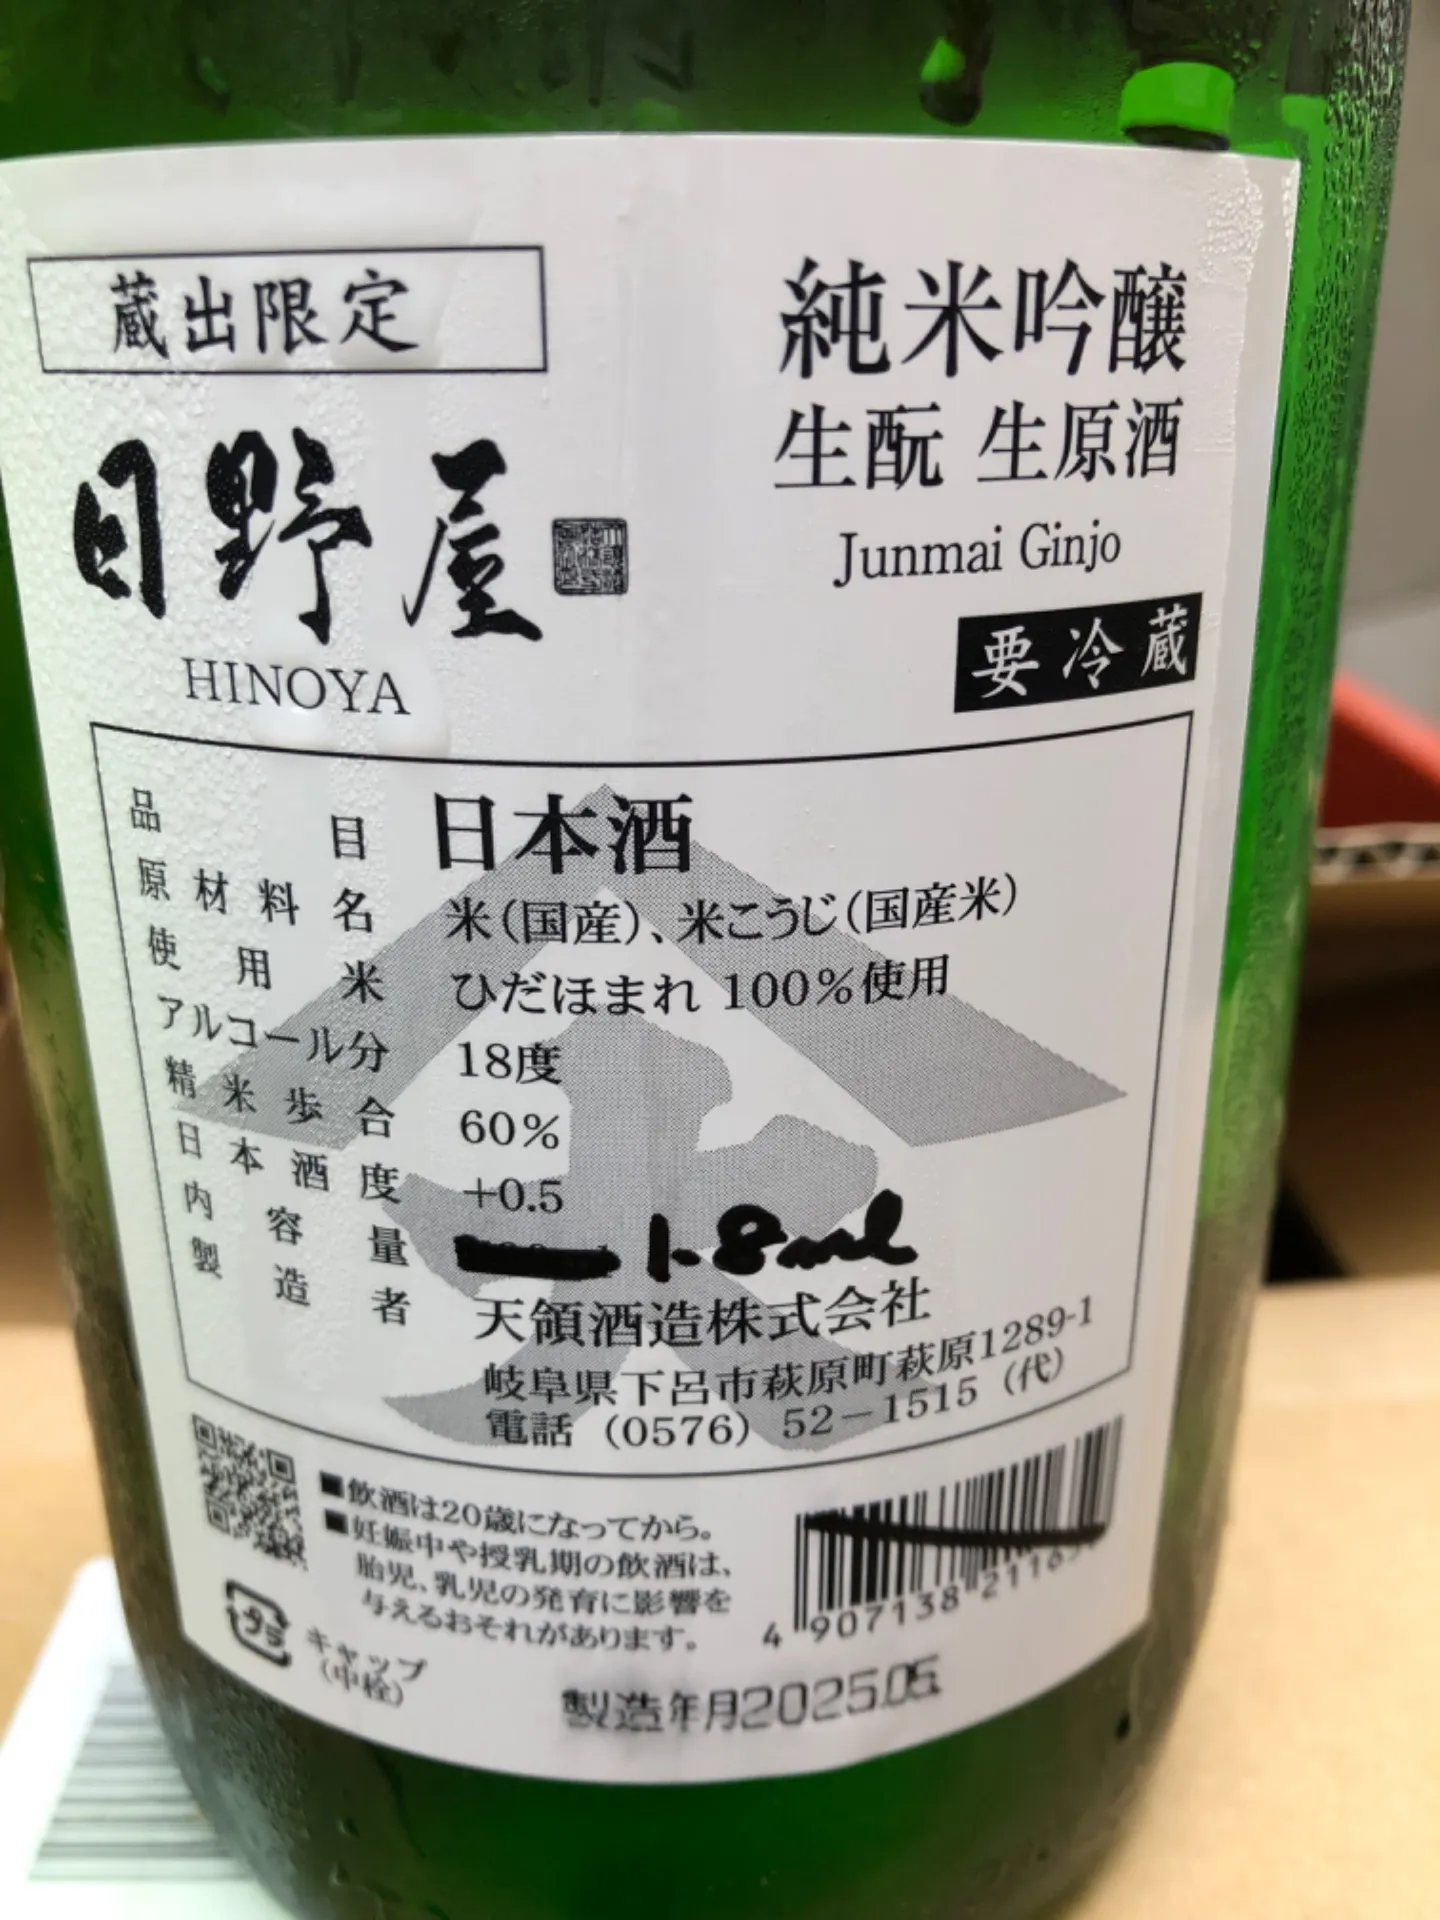 蔵出限定
日野屋
HINOYA
純米吟醸
生酛 生原酒
Junmai Ginjo
要冷蔵
品目 日本酒
原材料名 米(国産)、米こうじ(国産米)
使用米 ひだほまれ 100%使用
アルコール分 18度
精米歩合 60%
日本酒度 +0.5
内容量 1.8ml
製造者 天領酒造株式会社
岐阜県下呂市萩原町萩原1289-1
電話 (0576) 52-1515 (代)
■飲酒は20歳になってから。
■妊娠中や授乳期の飲酒は、
胎児、乳児の発育に影響を
与えるおそれがあります。
プラ
キャップ
(中栓)
4 907138 2116
製造年月2025.05